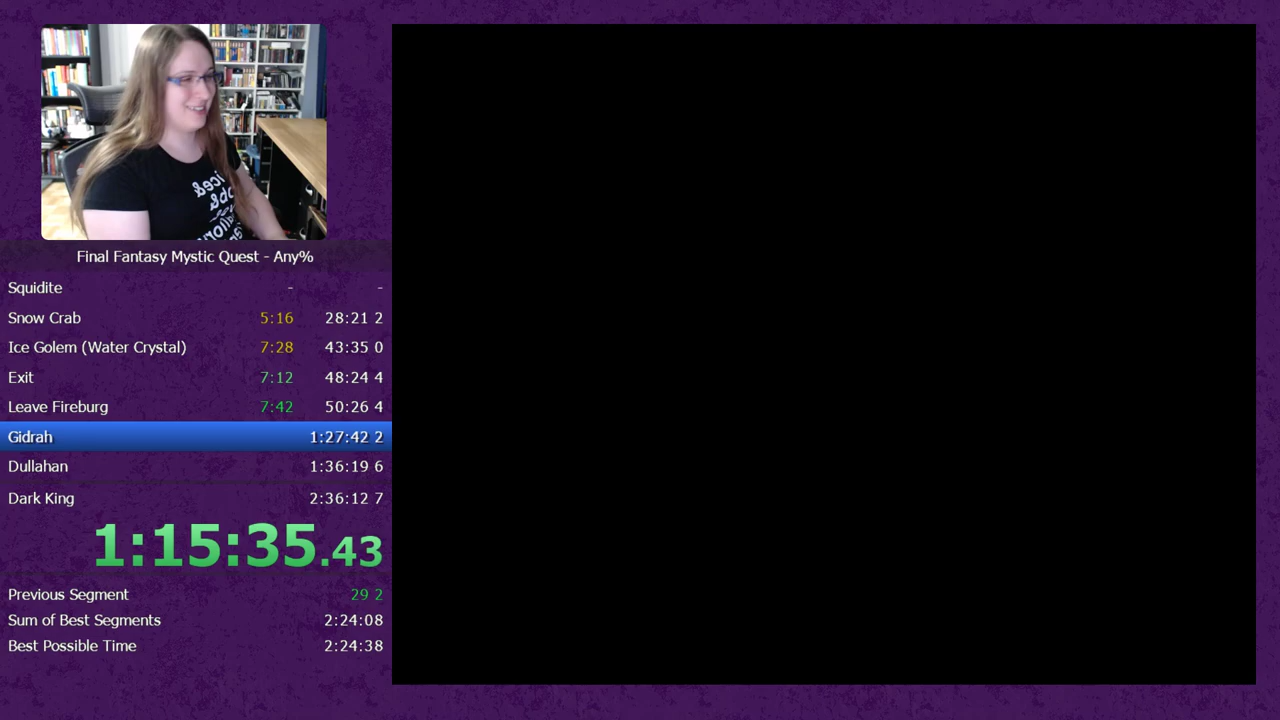 Final Fantasy Mystic Quest - Any%
Squidite - -
Snow Crab 5:16 28:21 2
Ice Golem (Water Crystal) 7:28 43:35 0
Exit 7:12 48:24 4
Leave Fireburg 7:42 50:26 4
Gidrah 1:27:42 2
Dullahan 1:36:19 6
Dark King 2:36:12 7
1:15:35.43
Previous Segment 29 2
Sum of Best Segments 2:24:08
Best Possible Time 2:24:38